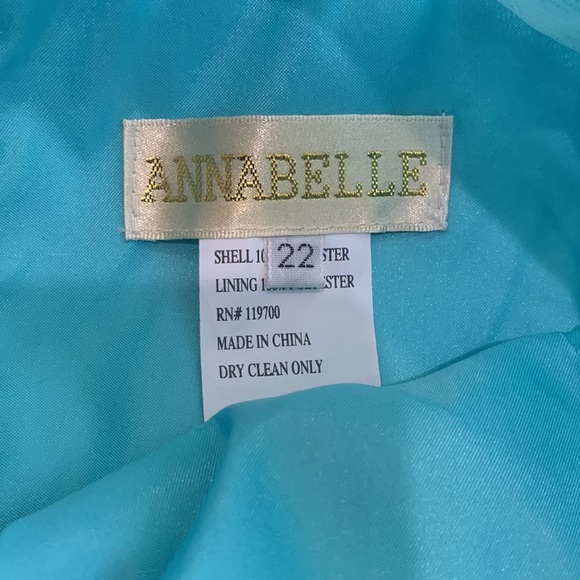 ANNABELLE
22
SHELL
LINING
RN# 119700
MADE IN CHINA
DRY CLEAN ONLY